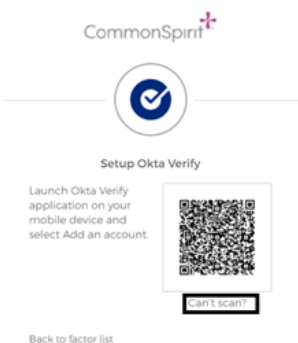 CommonSpirit
Setup Okta Verify
Launch Okta Verify
application on your
mobile device and
select Add an account.
Can't scan?
Back to factor list